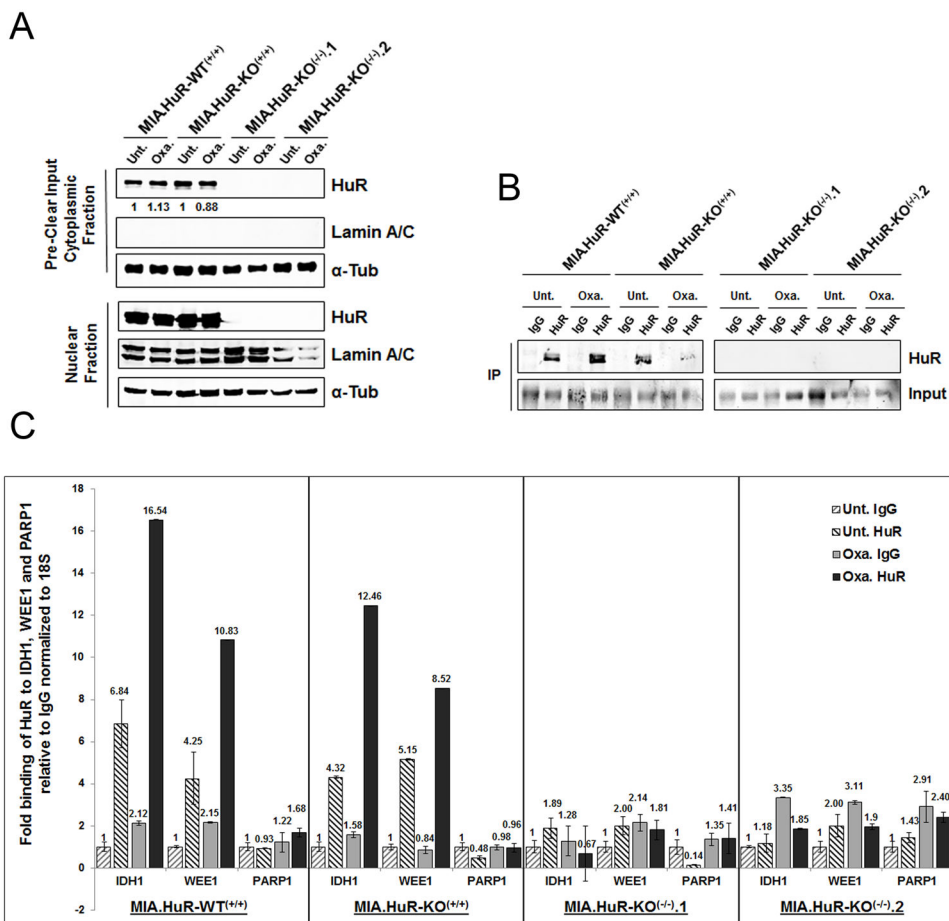 A
MIA.HuR-WT(+/+)
MIA.HuR-KO(+/+)
MIA.HuR-KO(-/-).1
MIA.HuR-KO(-/-).2
Unt. Oxa. Unt. Oxa. Unt. Oxa. Unt. Oxa.
Pre-Clear Input
Cytoplasmic
Fraction
HuR
1 1.13 1 0.88
Lamin A/C
α-Tub
Nuclear
Fraction
HuR
Lamin A/C
α-Tub
B
MIA.HuR-WT(+/+)
MIA.HuR-KO(+/+)
MIA.HuR-KO(-/-).1
MIA.HuR-KO(-/-).2
Unt. Oxa. Unt. Oxa. Unt. Oxa. Unt. Oxa.
IgG HuR IgG HuR IgG HuR IgG HuR IgG HuR IgG HuR IgG HuR IgG HuR
IP
HuR
Input
C
Fold binding of HuR to IDH1, WEE1 and PARP1
relative to IgG normalized to 18S
18
16
14
12
10
8
6
4
2
0
-2
1 6.84 2.12 16.54
1 4.25 2.15 10.83
1 0.93 1.22 1.68
IDH1 WEE1 PARP1
MIA.HuR-WT(+/+)
1 4.32 1.58 12.46
1 5.15 0.84 8.52
1 0.48 0.98 0.96
IDH1 WEE1 PARP1
MIA.HuR-KO(+/+)
1 1.89 1.28 0.67
1 2.00 2.14 1.81
1 0.14 1.35 1.41
IDH1 WEE1 PARP1
MIA.HuR-KO(-/-).1
Unt. IgG
Unt. HuR
Oxa. IgG
Oxa. HuR
1 1.18 3.35 1.85
1 2.00 3.11 1.9
1 1.43 2.91 2.40
IDH1 WEE1 PARP1
MIA.HuR-KO(-/-).2